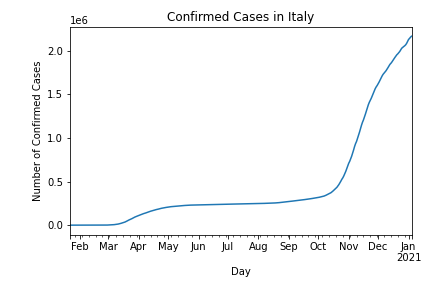 Confirmed Cases in Italy
1e6
2.0
1.5
1.0
0.5
0.0
Number of Confirmed Cases
Feb Mar Apr May Jun Jul Aug Sep Oct Nov Dec Jan
2021
Day